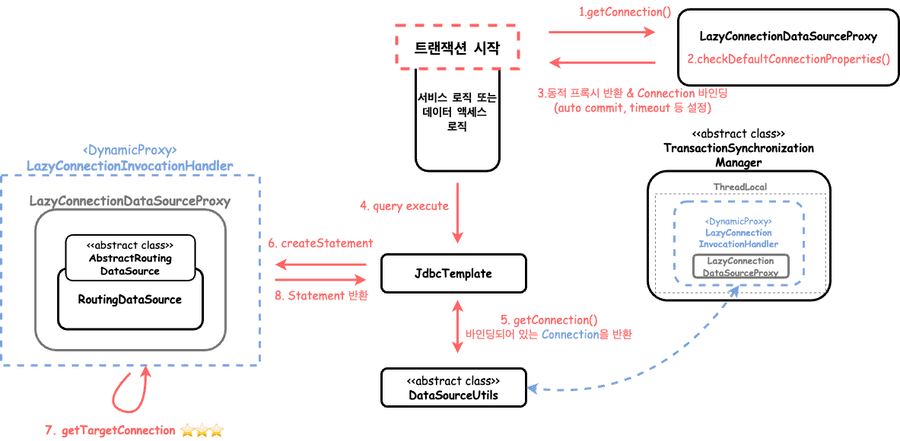 1.getConnection()
트랜잭션 시작
LazyConnectionDataSourceProxy
2.checkDefaultConnectionProperties()
3.동적 프록시 반환 & Connection 바인딩
(auto commit, timeout 등 설정)
서비스 로직 또는
데이터 액세스
로직
<<abstract class>>
TransactionSynchronization
Manager
ThreadLocal
<DynamicProxy>
LazyConnection
InvocationHandler
LazyConnection
DataSourceProxy
<DynamicProxy>
LazyConnectionInvocationHandler
LazyConnectionDataSourceProxy
<<abstract class>>
AbstractRouting
DataSource
RoutingDataSource
4. query execute
6. createStatement
JdbcTemplate
8. Statement 반환
5. getConnection()
바인딩되어 있는 Connection을 반환
<<abstract class>>
DataSourceUtils
7. getTargetConnection ⭐⭐⭐